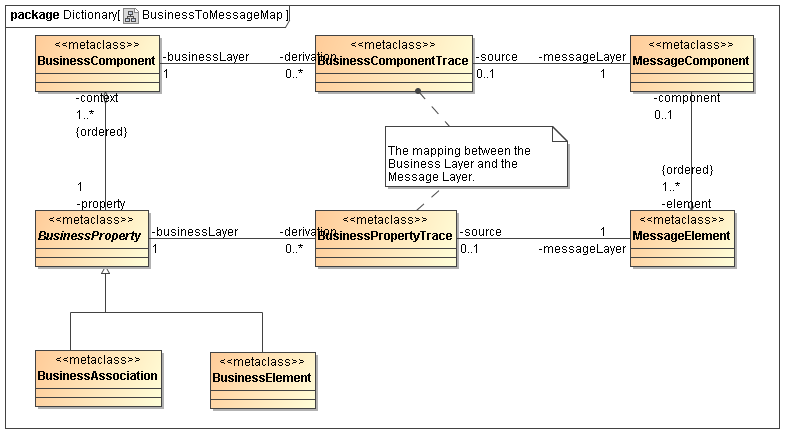 package Dictionary[ BusinessToMessageMap ]
<<metaclass>>
BusinessComponent
-businessLayer
1
-derivation
0..*
<<metaclass>>
BusinessComponentTrace
-source
0..1
-messageLayer
1
<<metaclass>>
MessageComponent
-context
1..*
{ordered}
-component
0..1
The mapping between the
Business Layer and the
Message Layer.
1
-property
{ordered}
1..*
-element
<<metaclass>>
BusinessProperty
-businessLayer
1
-derivation
0..*
<<metaclass>>
BusinessPropertyTrace
-source
0..1
1
-messageLayer
<<metaclass>>
MessageElement
<<metaclass>>
BusinessAssociation
<<metaclass>>
BusinessElement